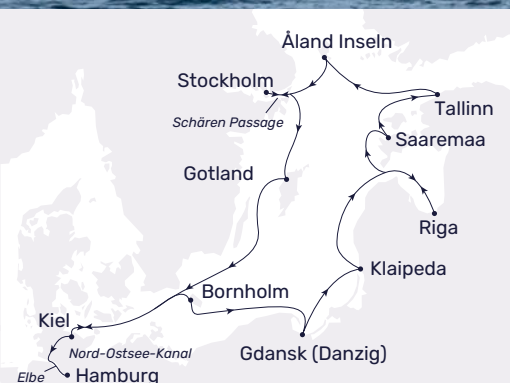 Åland Inseln
Stockholm
Schären Passage
Tallinn
Saaremaa
Gotland
Riga
Klaipeda
Bornholm
Kiel
Nord-Ostsee-Kanal
Gdansk (Danzig)
Elbe
Hamburg